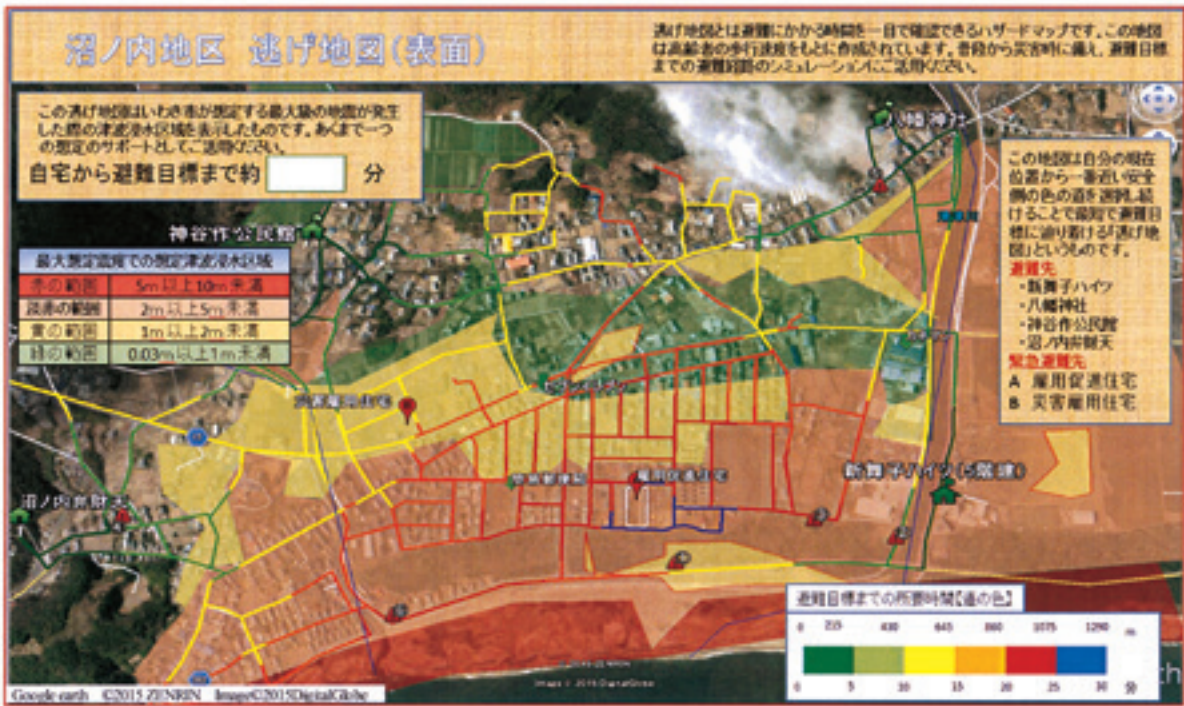 沼ノ内地区 逃げ地図(表面)
逃げ地図とは避難にかかる時間を一目で確認できるハザードマップです。この地図
は高齢者の歩行速度をもとに作成されています。普段から災害時に備え、避難目標
までの避難経路のシミュレーションにご活用ください。
この逃げ地図はいわき市が想定する最大級の地震が発生
した際の津波浸水区域を表示したものです。あくまで一つ
の想定のサポートとしてご活用ください。
自宅から避難目標まで約 分
八幡神社
この地図は自分の現在
位置から一番近い安全
側の色の道を選択し続
けることで最短で避難目
標に辿り着ける「逃げ地
図」というものです。
避難先
・新舞子ハイツ
・八幡神社
・神谷作公民館
・沼ノ内弁財天
緊急避難先
A 雇用促進住宅
B 災害雇用住宅
神谷作公民館
最大想定震度での想定津波浸水区域
赤の範囲 5m以上10m未満
淡赤の範囲 2m以上5m未満
黄の範囲 1m以上2m未満
緑の範囲 0.03m以上1m未満
雇用促進住宅
新舞子ハイツ(5階建)
沼ノ内弁財天
避難目標までの所要時間【道の色】
0 215 430 645 860 1075 1290 m
0 5 10 15 20 25 30 分
Google earth ©2015 ZENRIN Image©2015DigitalGlobe